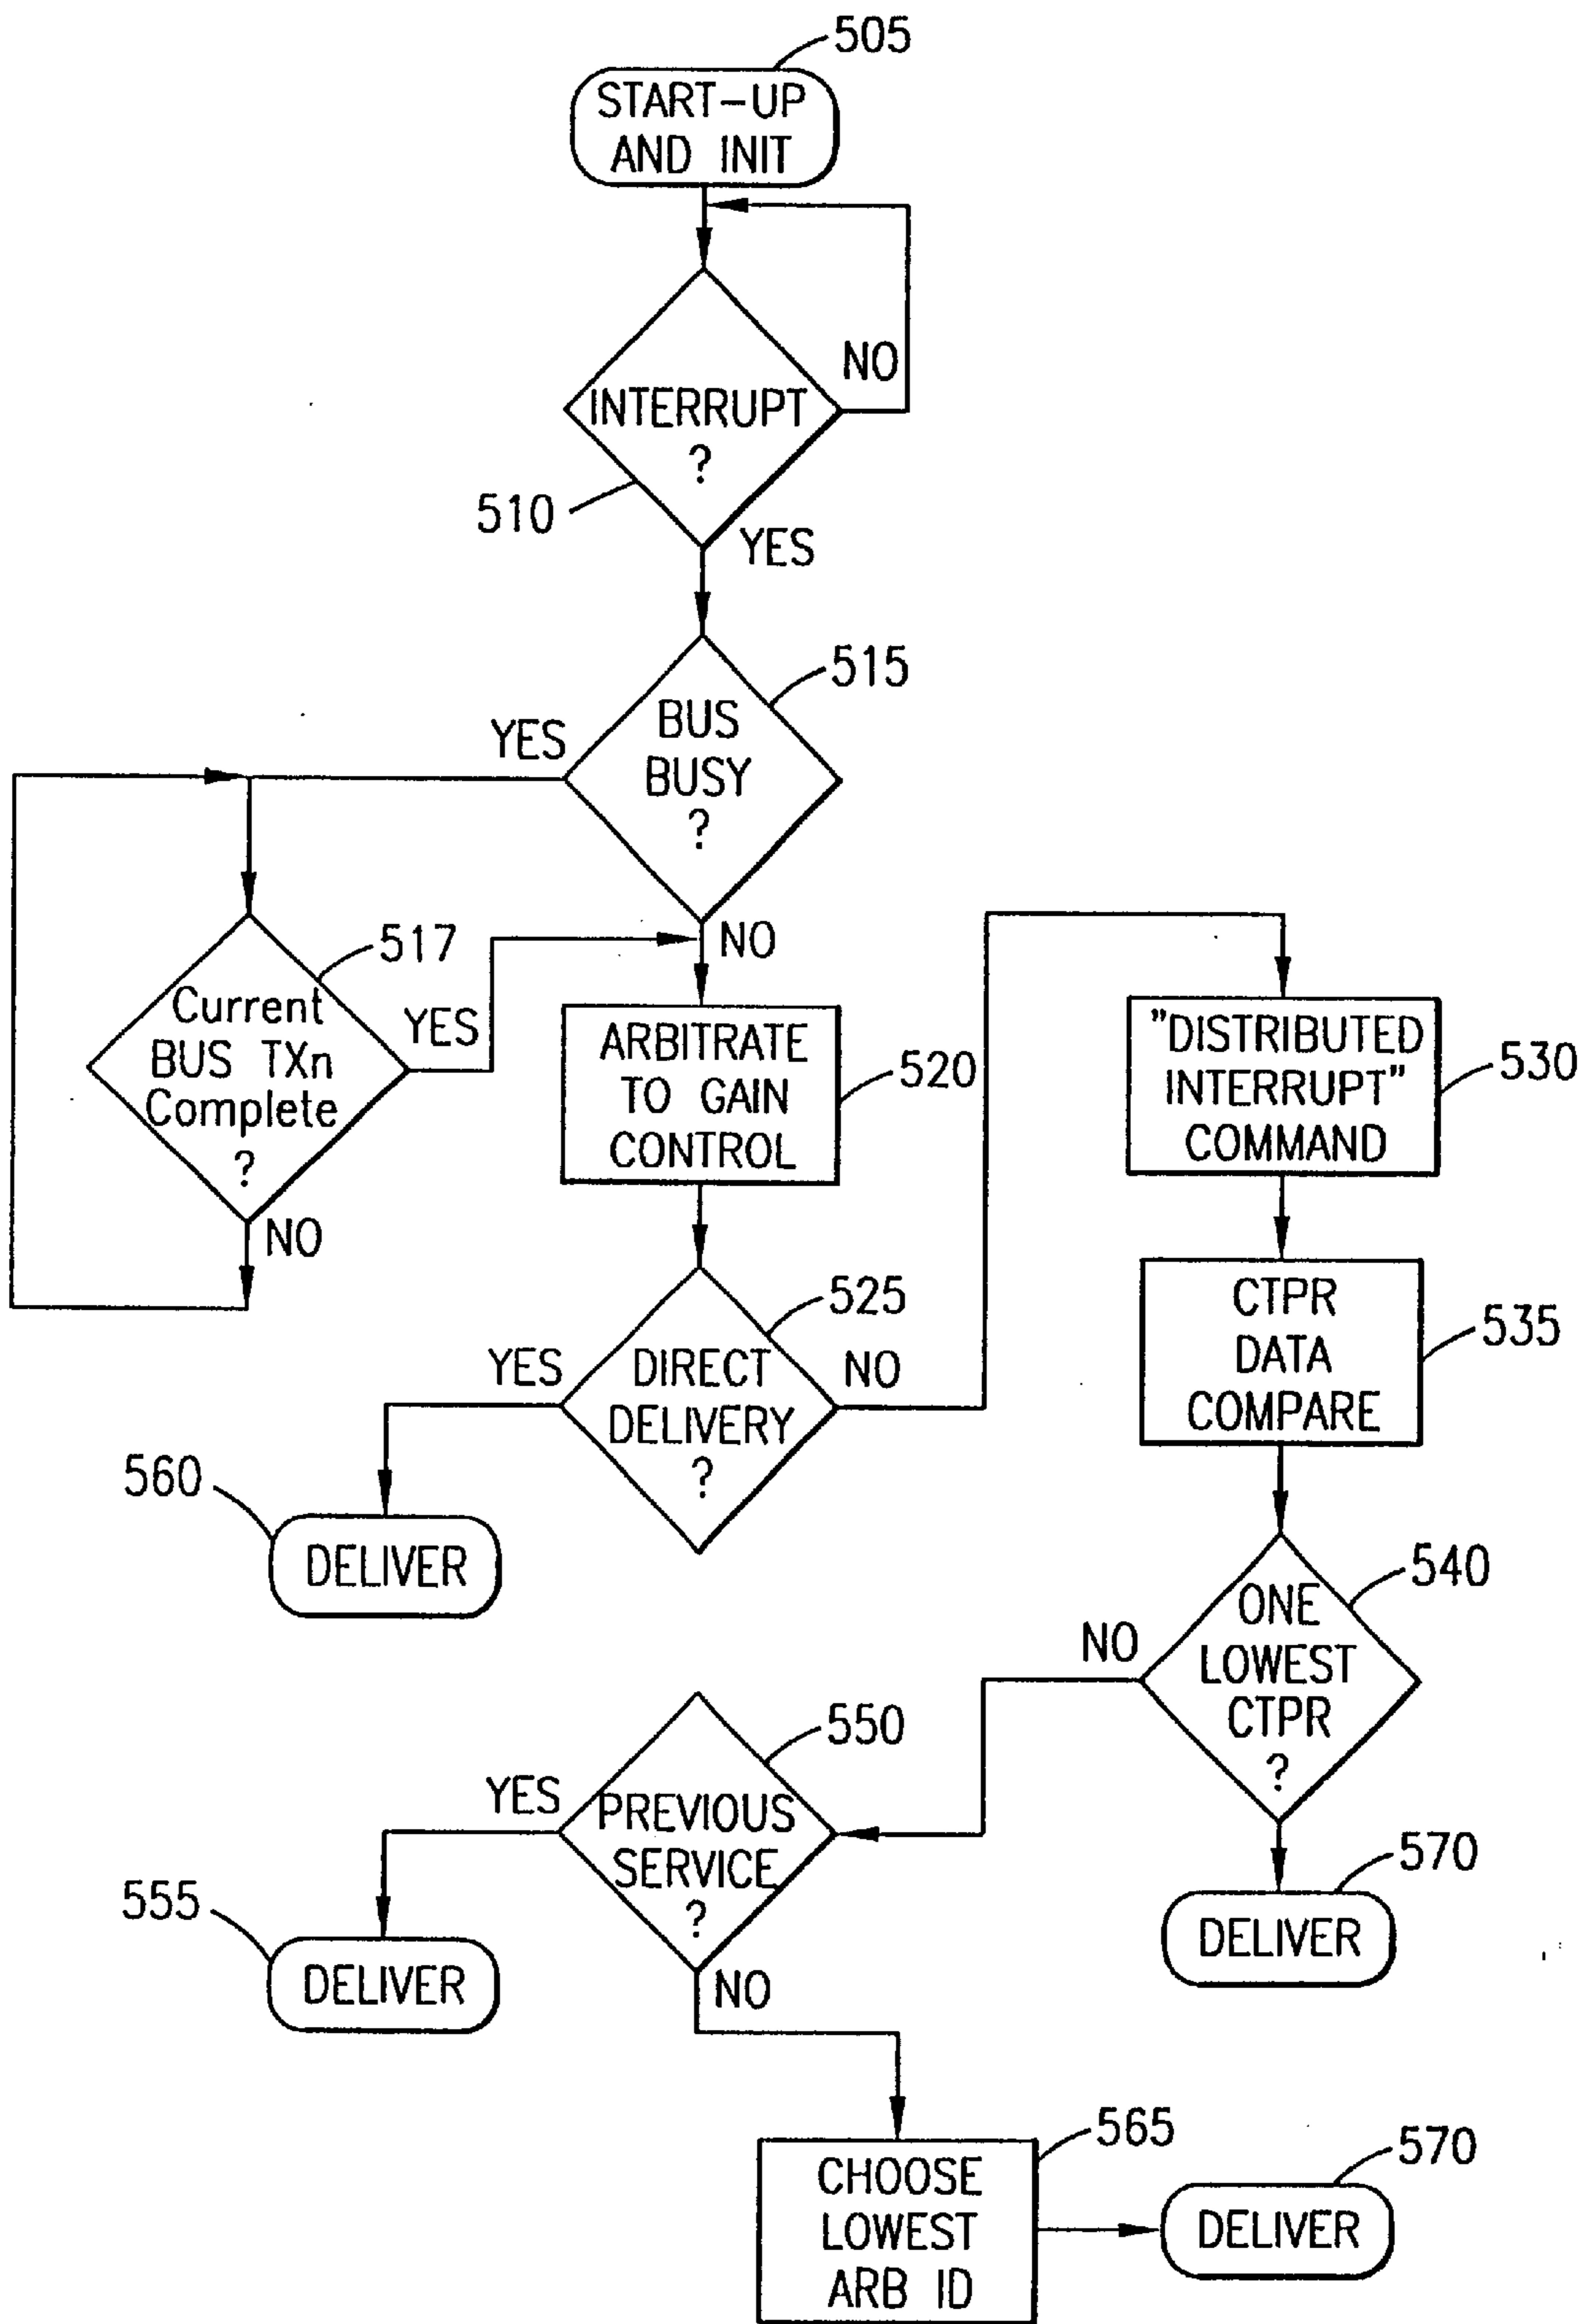 505
START-UP
AND INIT
NO
INTERRUPT
?
510
YES
515
YES
BUS
BUSY
?
517
NO
Current
BUS TXn
Complete
?
YES
NO
ARBITRATE
TO GAIN
CONTROL
520
"DISTRIBUTED
INTERRUPT"
COMMAND
530
525
YES
DIRECT
DELIVERY
?
NO
CTPR
DATA
COMPARE
535
560
DELIVER
540
ONE
LOWEST
CTPR
?
NO
550
YES
PREVIOUS
SERVICE
?
NO
570
DELIVER
555
DELIVER
565
CHOOSE
LOWEST
ARB ID
570
DELIVER